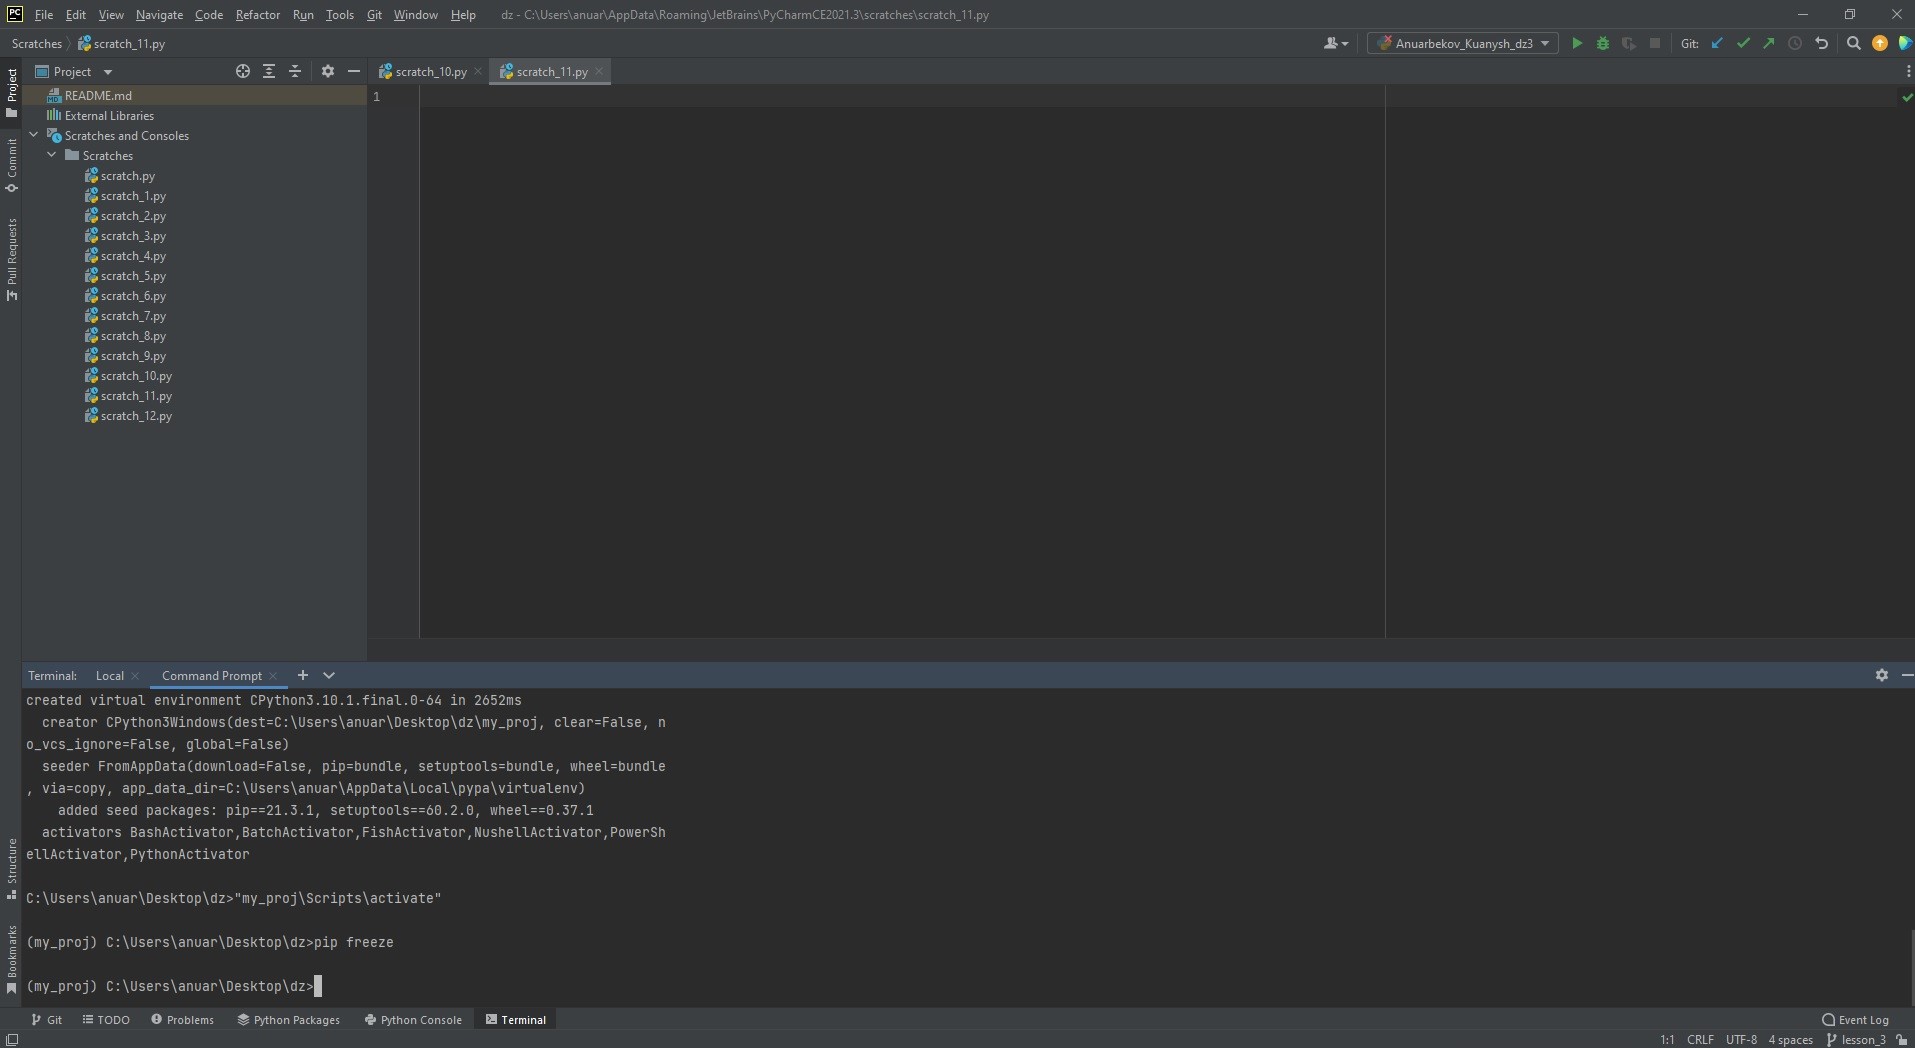 PC File Edit View Navigate Code Refactor Run Tools Git Window Help dz - C:\Users\anuar\AppData\Roaming\JetBrains\PyCharmCE2021.3\scratches\scratch_11.py
Scratches scratch_11.py Anuarbekov_Kuanysh_dz3 Git:
Project scratch_10.py scratch_11.py
Project
Commit
Pull Requests
README.md
External Libraries
Scratches and Consoles
Scratches
scratch.py
scratch_1.py
scratch_2.py
scratch_3.py
scratch_4.py
scratch_5.py
scratch_6.py
scratch_7.py
scratch_8.py
scratch_9.py
scratch_10.py
scratch_11.py
scratch_12.py
1
Terminal: Local Command Prompt
created virtual environment CPython3.10.1.final.0-64 in 2652ms
creator CPython3Windows(dest=C:\Users\anuar\Desktop\dz\my_proj, clear=False, n
o_vcs_ignore=False, global=False)
seeder FromAppData(download=False, pip=bundle, setuptools=bundle, wheel=bundle
, via=copy, app_data_dir=C:\Users\anuar\AppData\Local\pypa\virtualenv)
added seed packages: pip==21.3.1, setuptools==60.2.0, wheel==0.37.1
activators BashActivator,BatchActivator,FishActivator,NushellActivator,PowerSh
ellActivator,PythonActivator
C:\Users\anuar\Desktop\dz>"my_proj\Scripts\activate"
(my_proj) C:\Users\anuar\Desktop\dz>pip freeze
(my_proj) C:\Users\anuar\Desktop\dz>
Structure
Bookmarks
Git TODO Problems Python Packages Python Console Terminal Event Log
1:1 CRLF UTF-8 4 spaces lesson_3